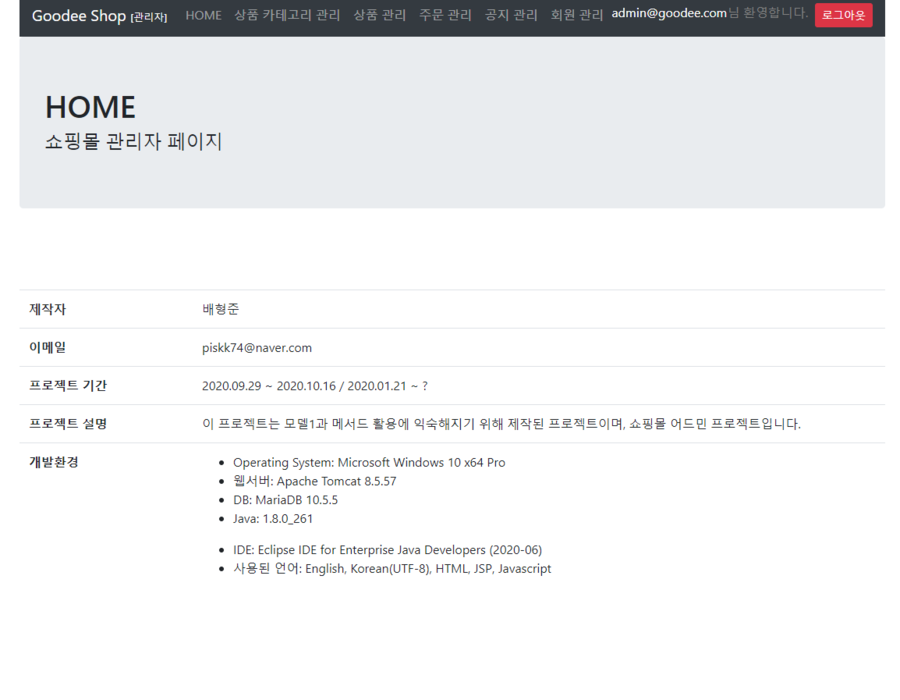 Goodee Shop [관리자] HOME 상품 카테고리 관리 상품 관리 주문 관리 공지 관리 회원 관리 admin@goodee.com님 환영합니다. 로그아웃
HOME
쇼핑몰 관리자 페이지
제작자 배형준
이메일 piskk74@naver.com
프로젝트 기간 2020.09.29 ~ 2020.10.16 / 2020.01.21 ~ ?
프로젝트 설명 이 프로젝트는 모델1과 메서드 활용에 익숙해지기 위해 제작된 프로젝트이며, 쇼핑몰 어드민 프로젝트입니다.
개발환경
• Operating System: Microsoft Windows 10 x64 Pro
• 웹서버: Apache Tomcat 8.5.57
• DB: MariaDB 10.5.5
• Java: 1.8.0_261
• IDE: Eclipse IDE for Enterprise Java Developers (2020-06)
• 사용된 언어: English, Korean(UTF-8), HTML, JSP, Javascript